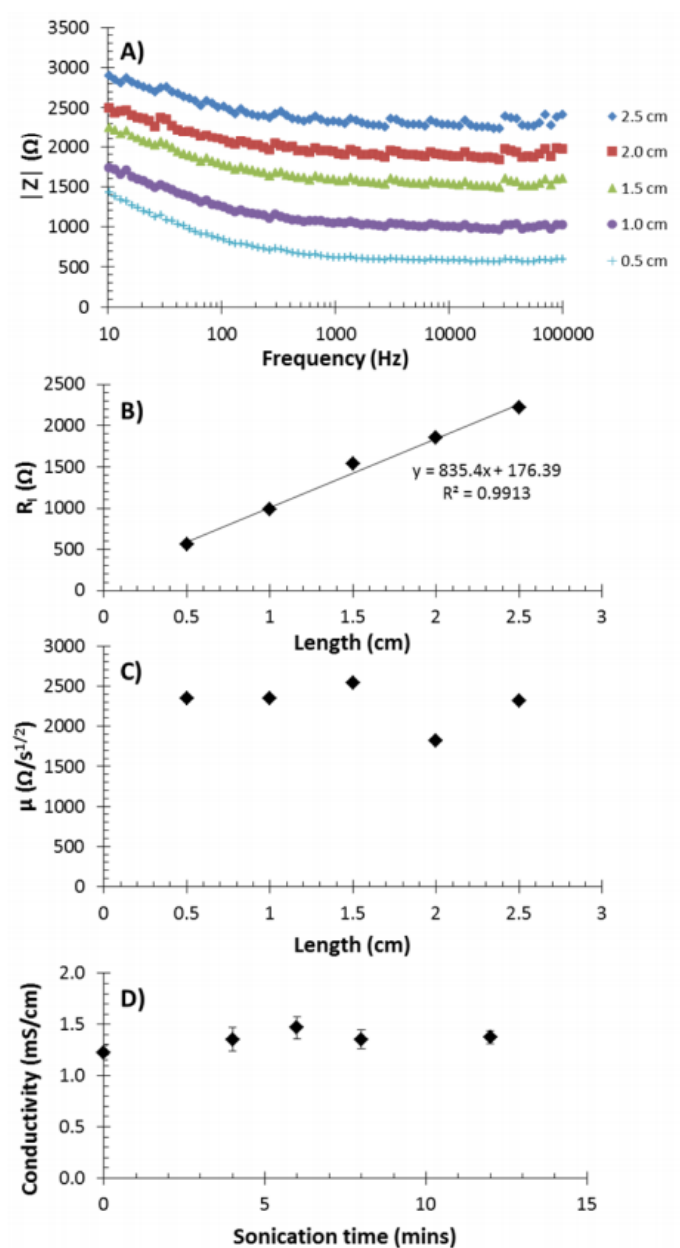 A)
3500
3000
2500
2000
1500
1000
500
0
|Z| (Ω)
10 100 1000 10000 100000
Frequency (Hz)
2.5 cm
2.0 cm
1.5 cm
1.0 cm
0.5 cm
B)
2500
2000
1500
1000
500
0
R_I (Ω)
y = 835.4x + 176.39
R² = 0.9913
0 0.5 1 1.5 2 2.5 3
Length (cm)
C)
3000
2500
2000
1500
1000
500
0
µ (Ω/s^1/2)
0 0.5 1 1.5 2 2.5 3
Length (cm)
D)
2.0
1.5
1.0
0.5
0.0
Conductivity (mS/cm)
0 5 10 15
Sonication time (mins)